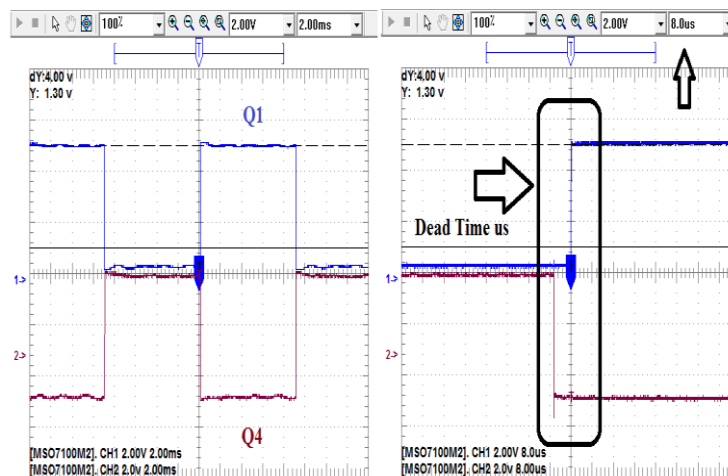 100% 2.00V 2.00ms
T
dY:4.00 v
Y: 1.30
Q1
1->
2->
Q4
[MSO7100M2]. CH1 2.00V 2.00ms
[MSO7100M2] CH2 2.0v 2.00ms
100% 2.00V 8.0us
T
dY:4.00 v
Y: 1.30
Dead Time us
1->
2->
[MSO7100M2]. CH1 2.00V 8.0us
[MSO7100M2] CH2 2.0v 8.00us